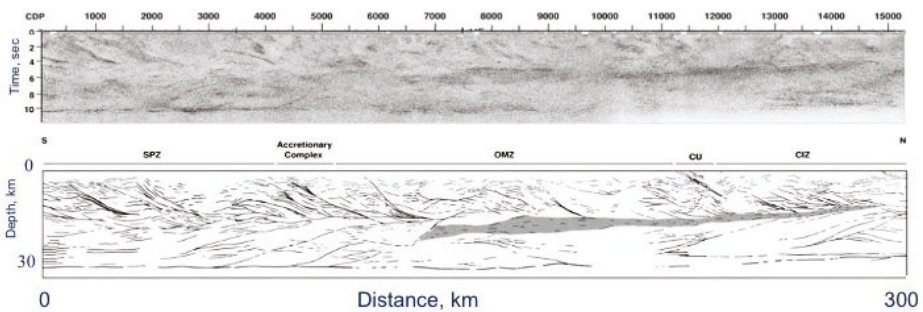 CDP 1000 2000 3000 4000 5000 6000 7000 8000 9000 10000 11000 12000 13000 14000 15000
0
2
4
6
8
10
Time, sec
S N
Accretionary
SPZ Complex OMZ CU CIZ
0
Depth, km
30
0 Distance, km 300